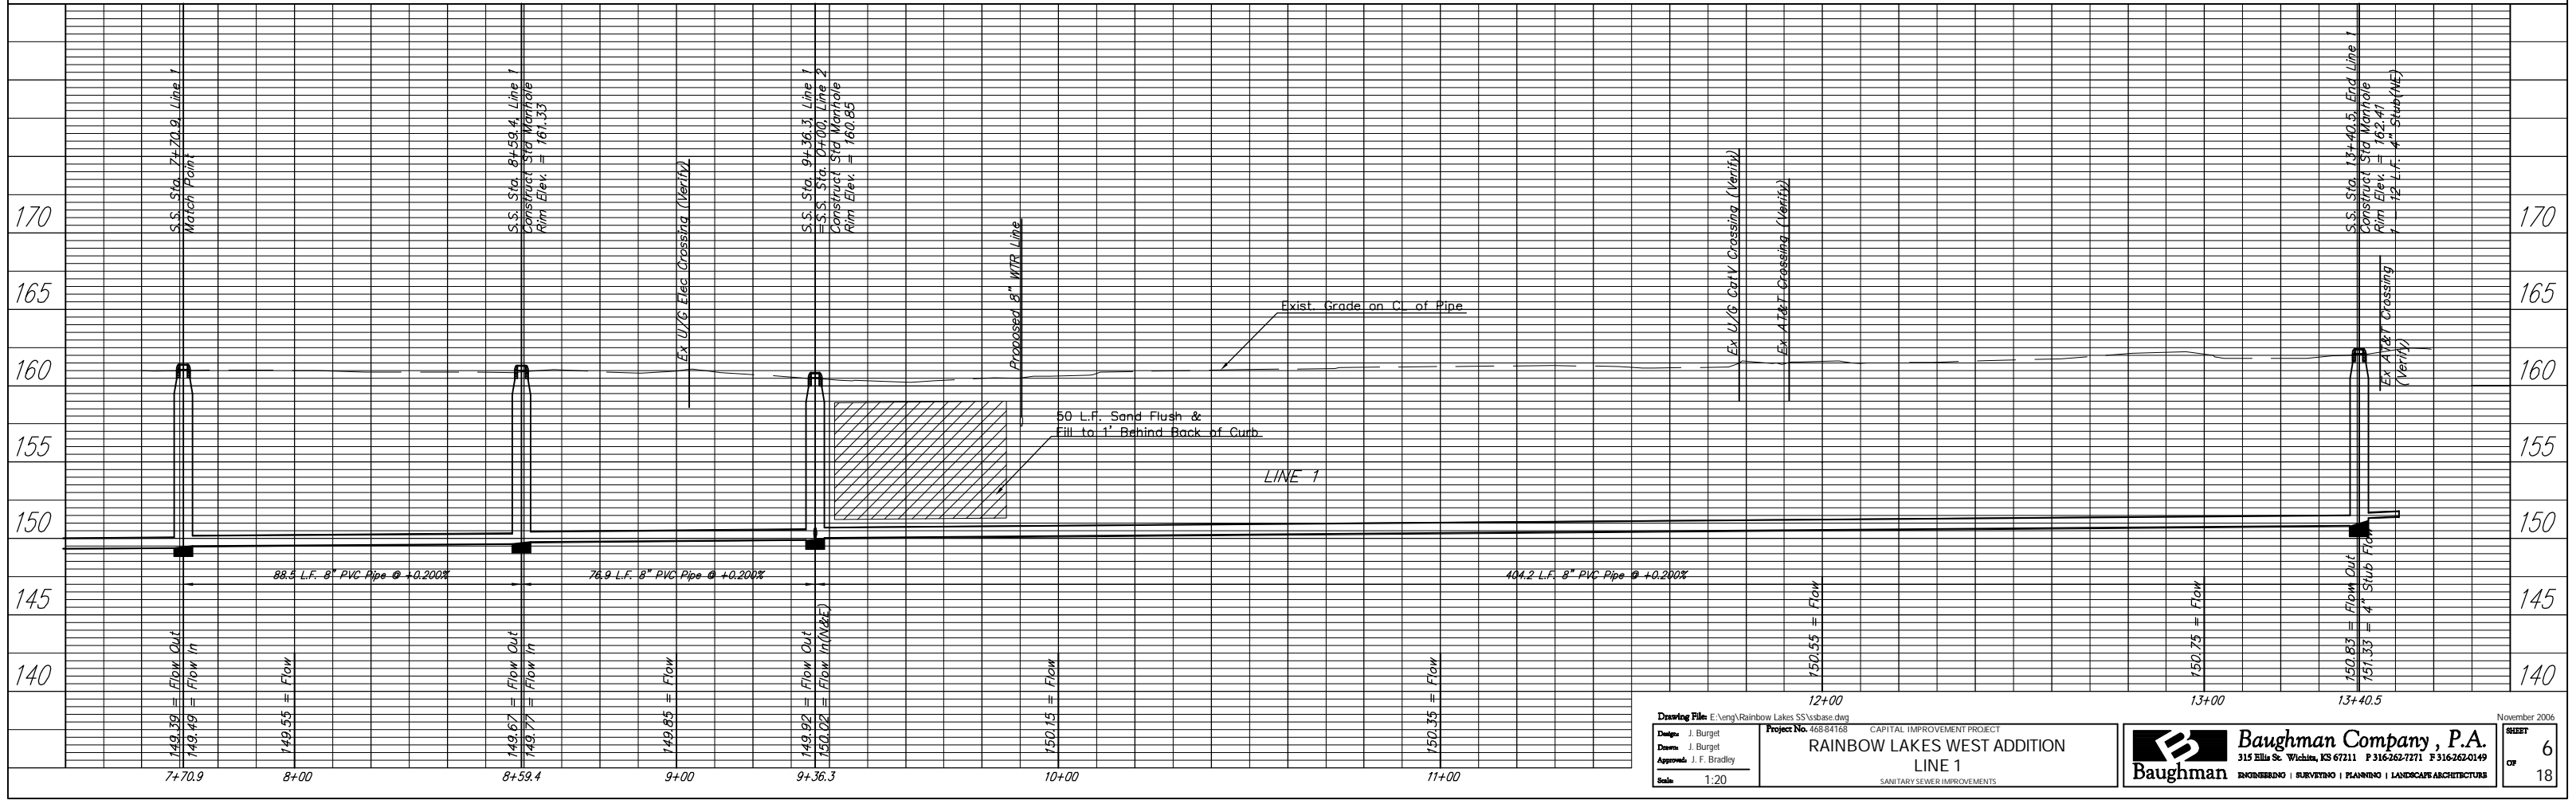 S.S. Sta. 7+70.9, Line 1
Match Point
S.S. Sta. 8+59.4, Line 1
Construct Std Manhole
Rim Elev. = 161.33
Ex U/G Elec Crossing (Verify)
S.S. Sta. 9+36.3, Line 1
=S.S. Sta. 0+00, Line 2
Construct Std Manhole
Rim Elev. = 160.85
Proposed 8" WTR Line
Ex U/G CatV Crossing (Verify)
Ex AT&T Crossing (Verify)
S.S. Sta. 13+40.5, End Line 1
Construct Std Manhole
Rim Elev. = 162.41
1 - 12 L.F. 4" Stub(NE)
Ex AT&T Crossing
(Verify)
170
170
165
165
160
160
155
155
150
150
145
145
140
140
Exist. Grade on CL of Pipe
50 L.F. Sand Flush &
Fill to 1' Behind Back of Curb
LINE 1
88.5 L.F. 8" PVC Pipe @ +0.200%
76.9 L.F. 8" PVC Pipe @ +0.200%
404.2 L.F. 8" PVC Pipe @ +0.200%
149.39 = Flow Out
149.49 = Flow In
149.55 = Flow
149.67 = Flow Out
149.77 = Flow In
149.85 = Flow
149.92 = Flow Out
150.02 = Flow In(N&E)
150.15 = Flow
150.35 = Flow
150.55 = Flow
150.75 = Flow
150.83 = Flow Out
151.33 = 4" Stub Flow
7+70.9
8+00
8+59.4
9+00
9+36.3
10+00
11+00
12+00
13+00
13+40.5
Drawing File: E:\eng\Rainbow Lakes SS\ssbase.dwg
November 2006
Design: J. Burget
Drawn: J. Burget
Approved: J. F. Bradley
Scale: 1:20
Project No. 468-84168
CAPITAL IMPROVEMENT PROJECT
RAINBOW LAKES WEST ADDITION
LINE 1
SANITARY SEWER IMPROVEMENTS
B
Baughman
Baughman Company, P.A.
315 Ellis St. Wichita, KS 67211 P 316-262-7271 F 316-262-0149
ENGINEERING | SURVEYING | PLANNING | LANDSCAPE ARCHITECTURE
SHEET
6
OF
18